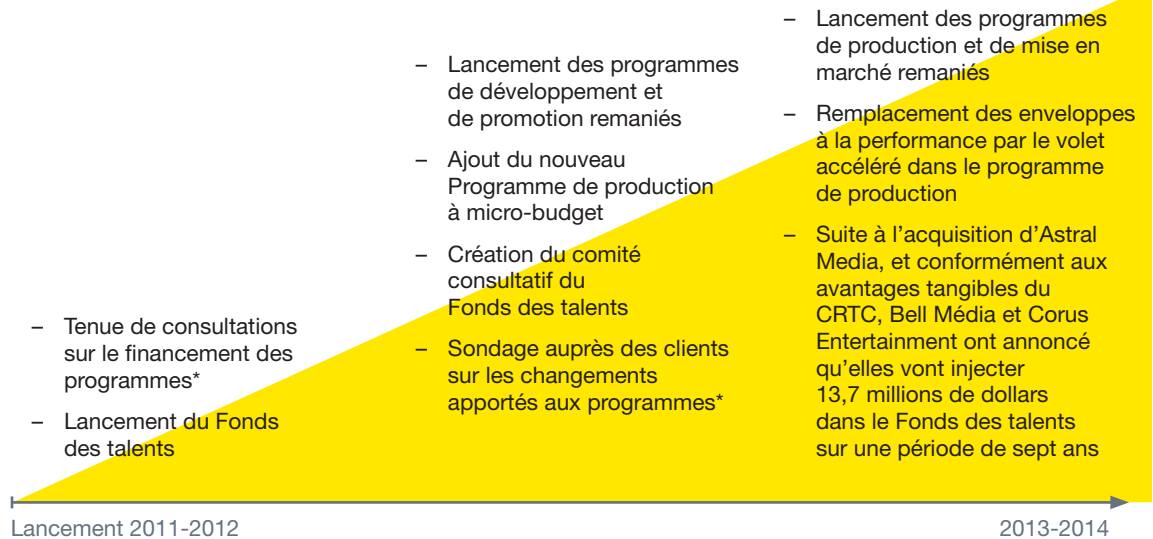 – Tenue de consultations
sur le financement des
programmes*
– Lancement du Fonds
des talents
– Lancement des programmes
de développement et
de promotion remaniés
– Ajout du nouveau
Programme de production
à micro-budget
– Création du comité
consultatif du
Fonds des talents
– Sondage auprès des clients
sur les changements
apportés aux programmes*
– Lancement des programmes
de production et de mise en
marché remaniés
– Remplacement des enveloppes
à la performance par le volet
accéléré dans le programme
de production
– Suite à l’acquisition d’Astral
Media, et conformément aux
avantages tangibles du
CRTC, Bell Média et Corus
Entertainment ont annoncé
qu’elles vont injecter
13,7 millions de dollars
dans le Fonds des talents
sur une période de sept ans
Lancement 2011-2012
2013-2014